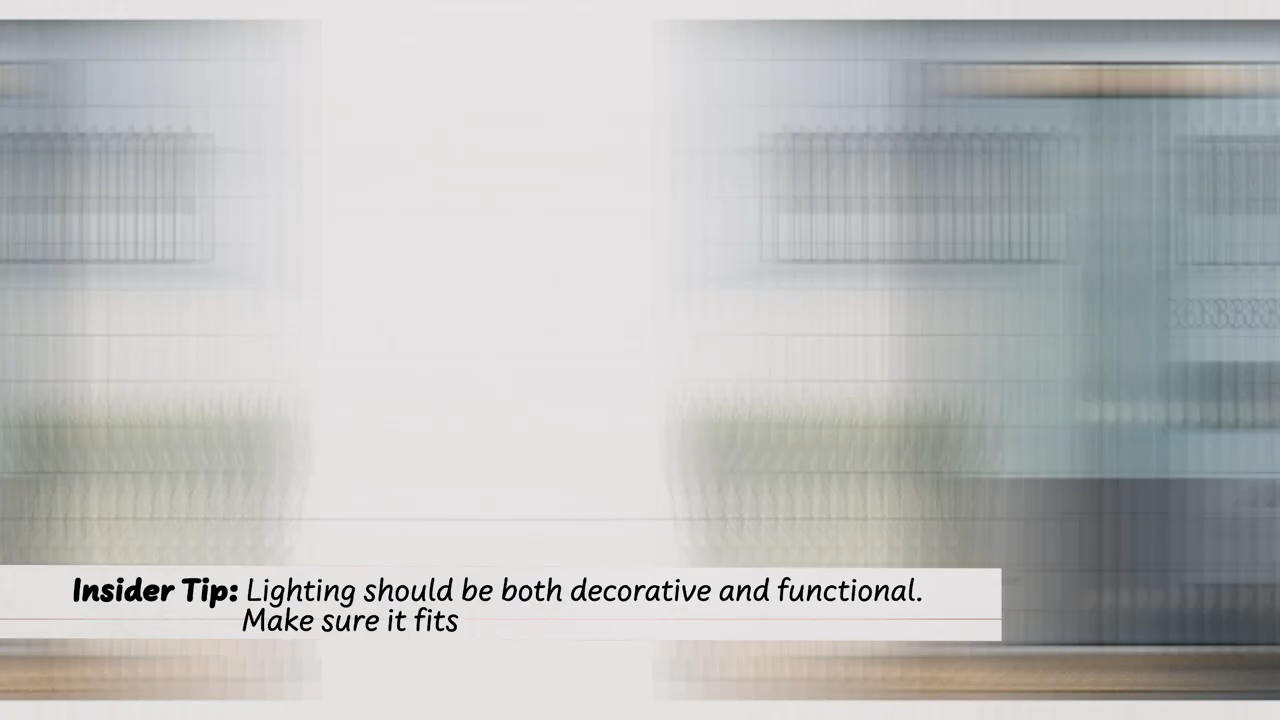 Insider Tip: Lighting should be both decorative and functional.
Make sure it fits